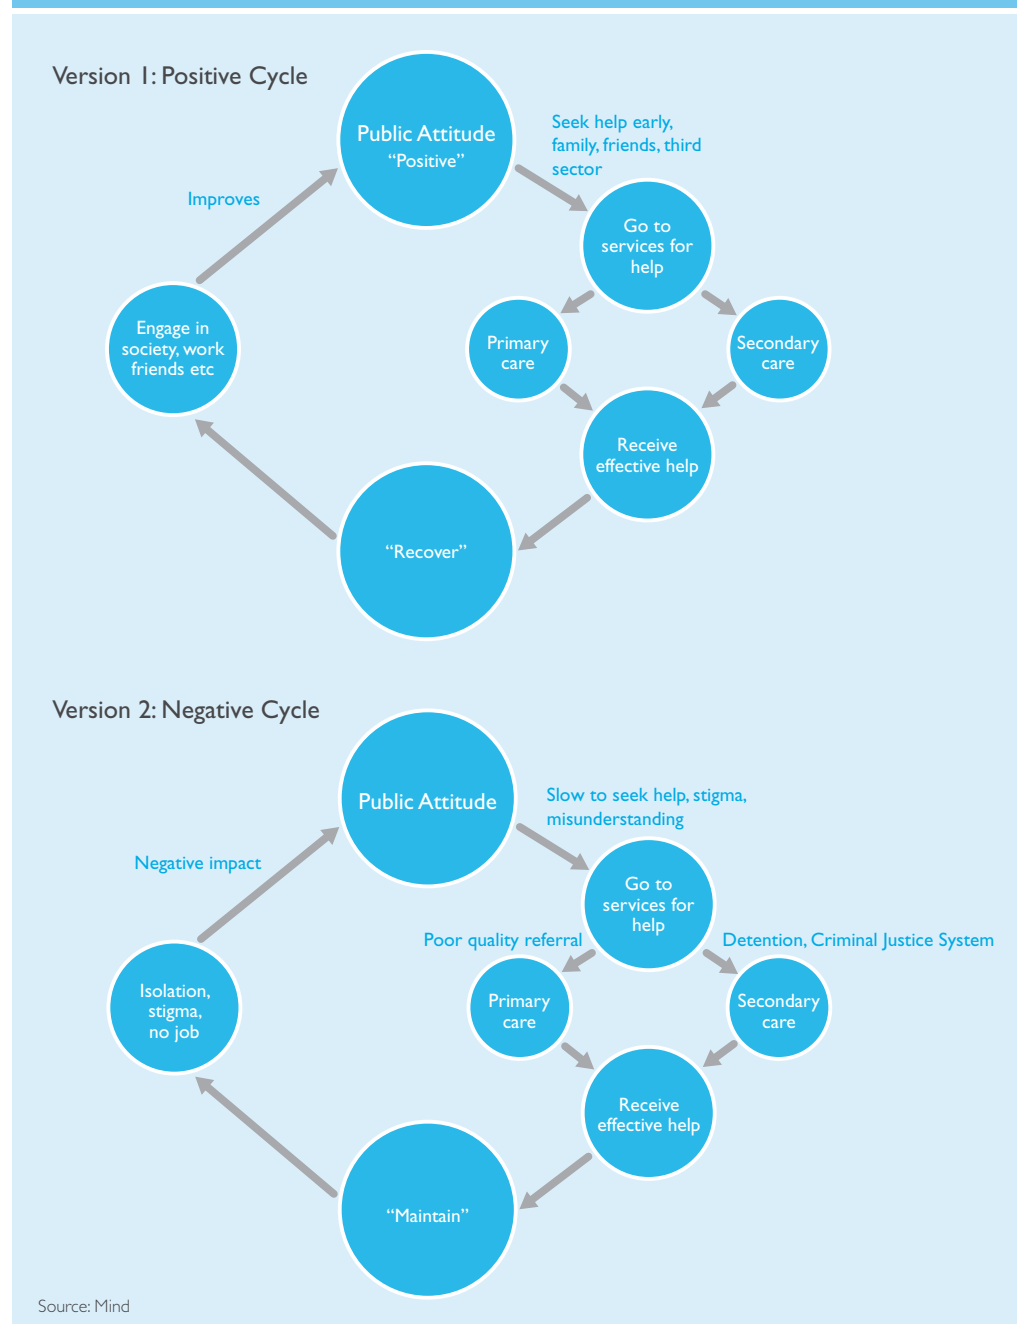 Version 1: Positive Cycle
Public Attitude
“Positive”
Seek help early,
family, friends, third
sector
Improves
Go to
services for
help
Engage in
society, work
friends etc
Primary
care
Secondary
care
Receive
effective help
“Recover”
Version 2: Negative Cycle
Public Attitude
Slow to seek help, stigma,
misunderstanding
Negative impact
Go to
services for
help
Poor quality referral
Detention, Criminal Justice System
Isolation,
stigma,
no job
Primary
care
Secondary
care
Receive
effective help
“Maintain”
Source: Mind